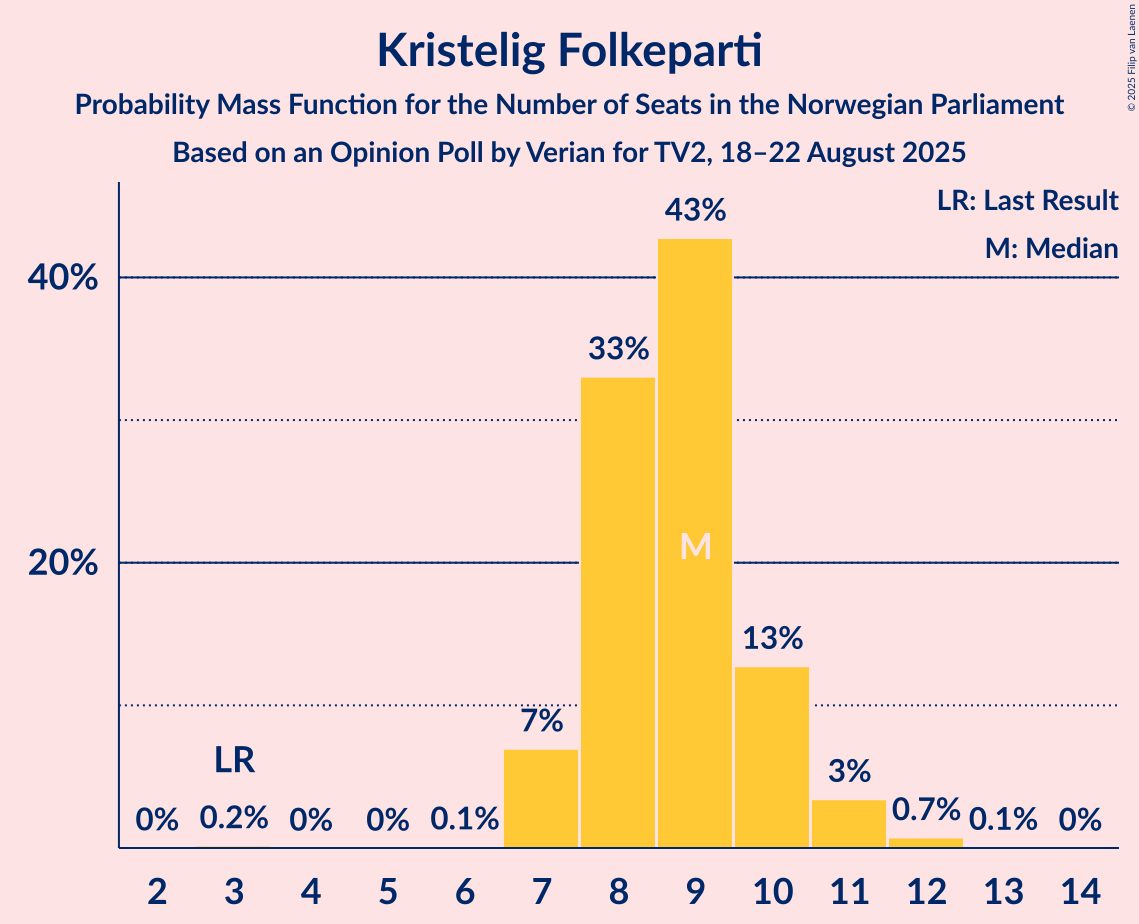 Kristelig Folkeparti
Probability Mass Function for the Number of Seats in the Norwegian Parliament
Based on an Opinion Poll by Verian for TV2, 18–22 August 2025
© 2025 Filip van Laenen
LR: Last Result
M: Median
43%
40%
33%
M
20%
13%
7%
LR
3%
0% 0.2% 0% 0% 0.1% 0.7% 0.1% 0%
2 3 4 5 6 7 8 9 10 11 12 13 14